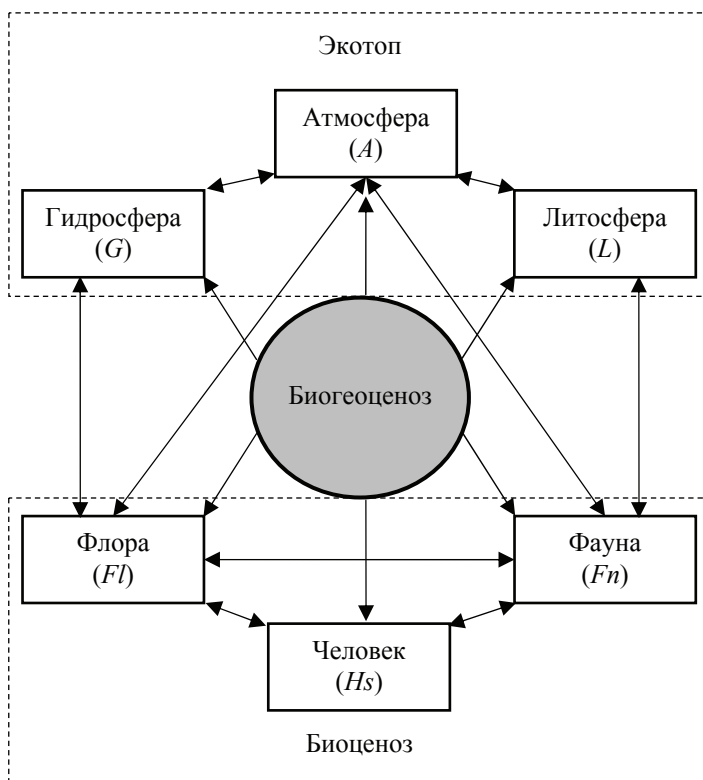 Экотоп
Атмосфера
(A)
Гидросфера
(G)
Литосфера
(L)
Биогеоценоз
Флора
(Fl)
Фауна
(Fn)
Человек
(Hs)
Биоценоз